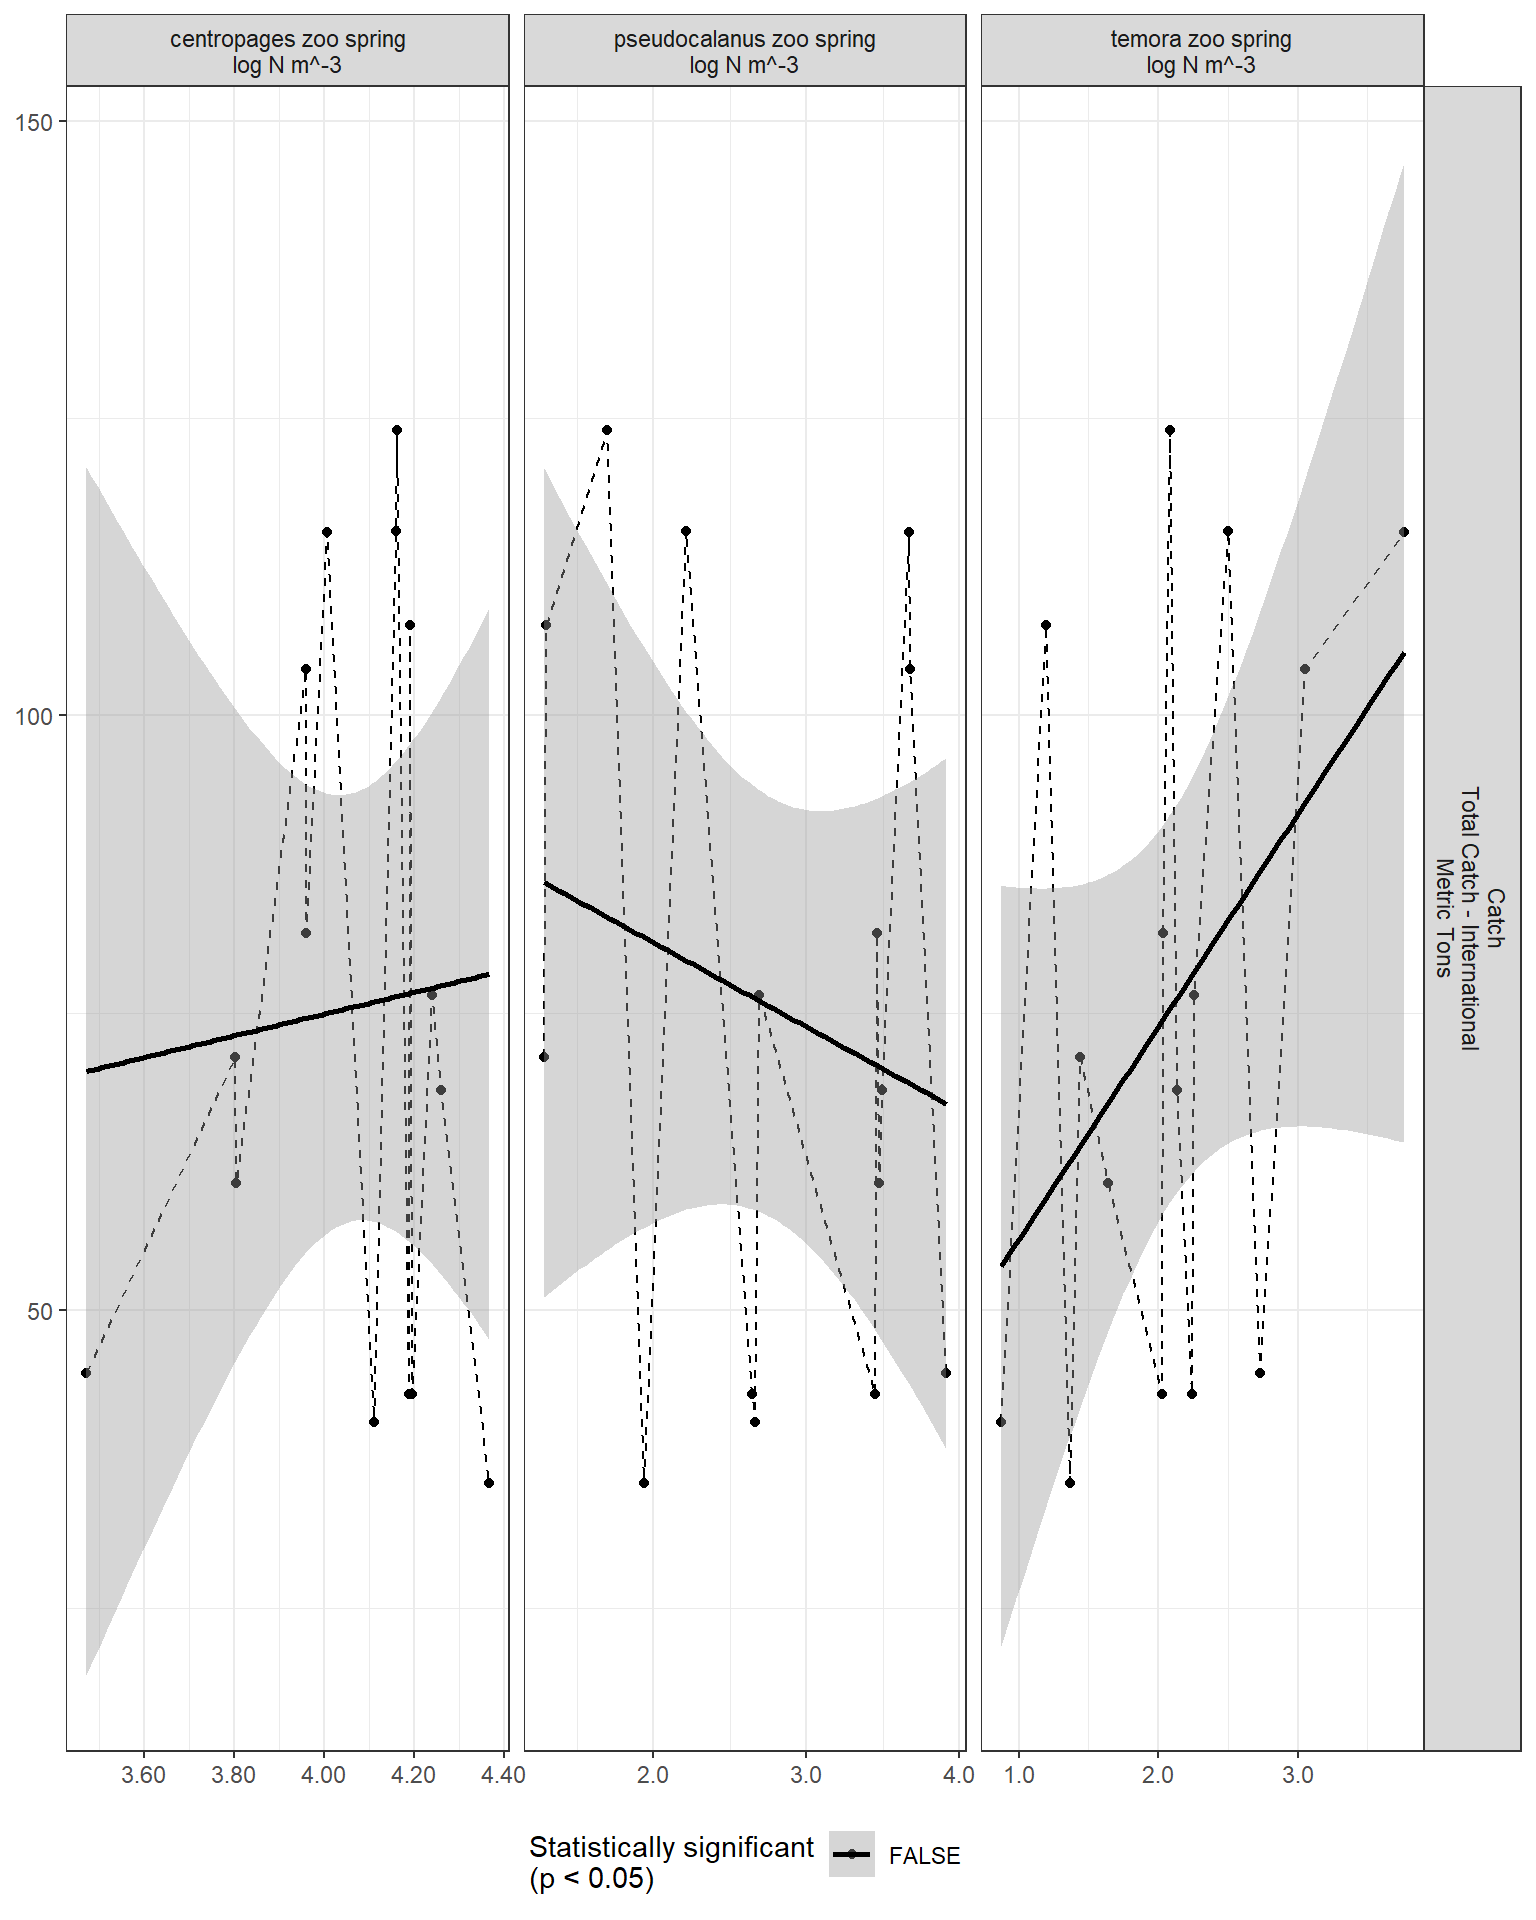 centropages zoo spring
log N m^-3
pseudocalanus zoo spring
log N m^-3
temora zoo spring
log N m^-3
150
100
50
Catch
Total Catch - International
Metric Tons
3.60 3.80 4.00 4.20 4.40
2.0 3.0 4.0
1.0 2.0 3.0
Statistically significant
(p < 0.05)
FALSE